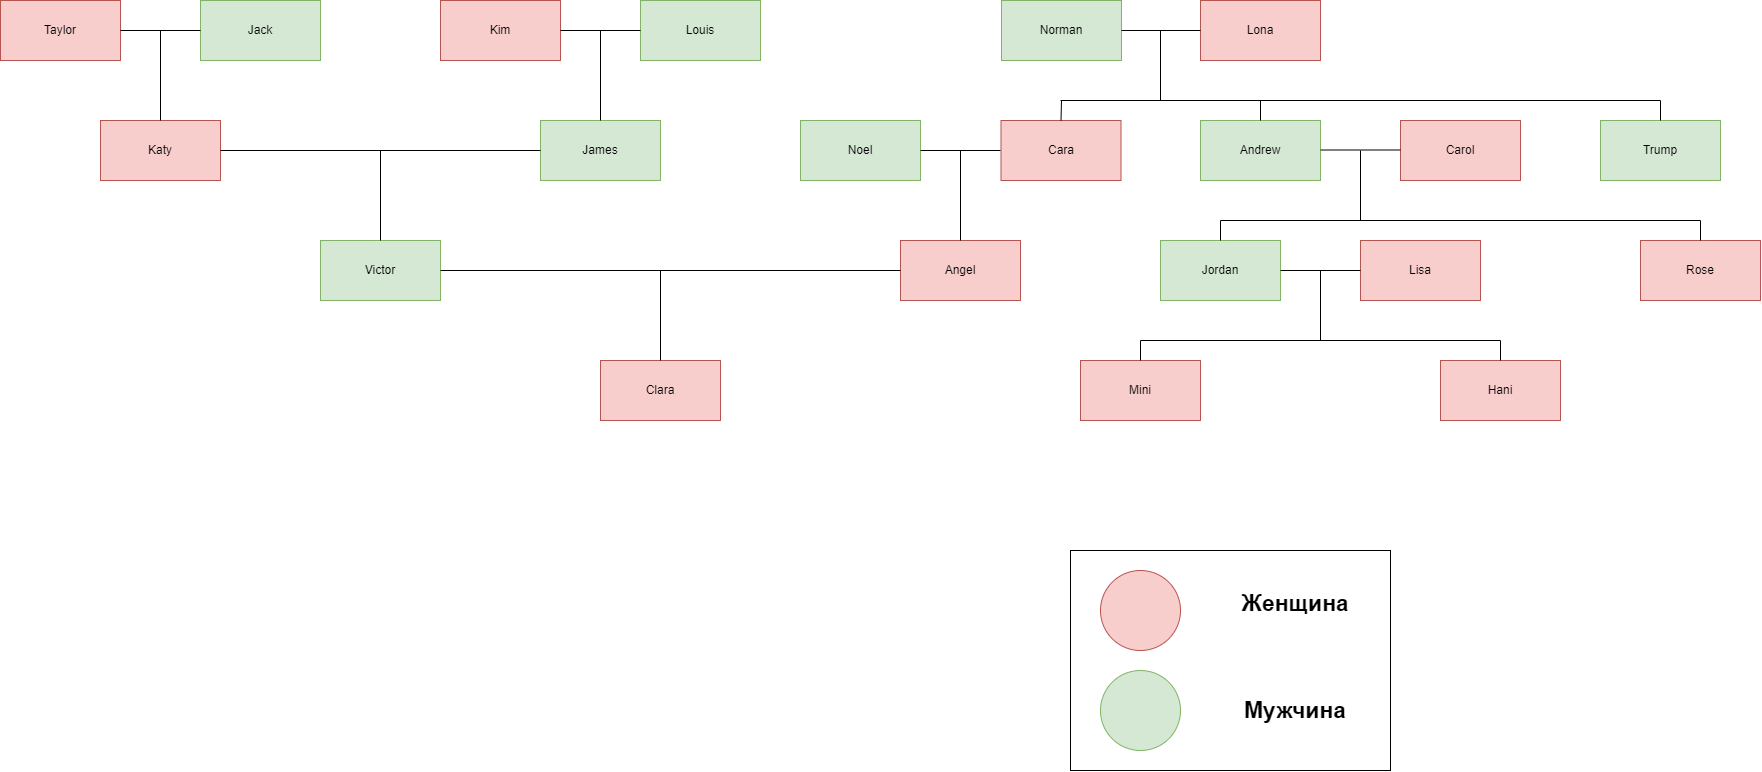 Taylor
Jack
Kim
Louis
Norman
Lona
Katy
James
Noel
Cara
Andrew
Carol
Trump
Victor
Angel
Jordan
Lisa
Rose
Clara
Mini
Hani
Женщина
Мужчина